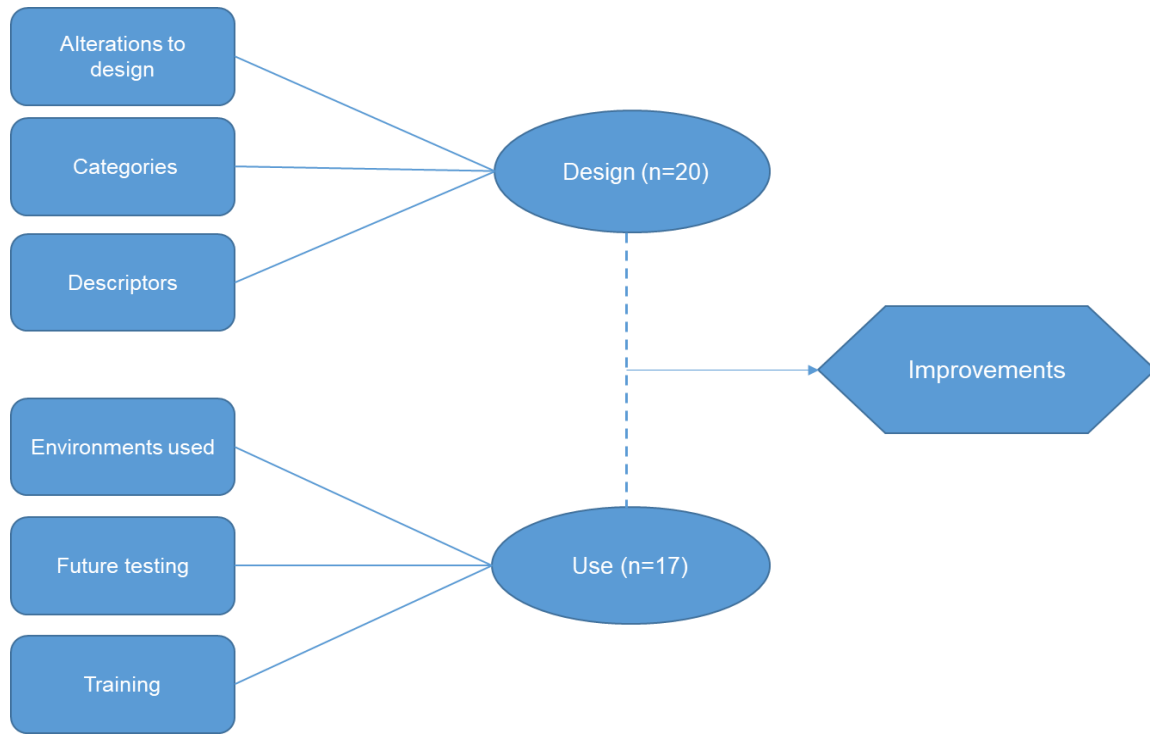 Alterations to
design
Categories
Descriptors
Design (n=20)
Improvements
Environments used
Future testing
Training
Use (n=17)